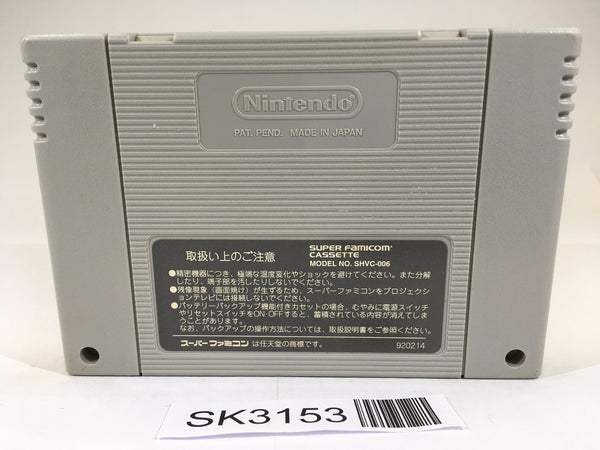 Nintendo
PAT. PEND. MADE IN JAPAN
取扱い上のご注意
SUPER FAMICOM
CASSETTE
MODEL NO. SHVC-006
●精密機器につき、極端な温度変化やショックを避けてください。また分解
したり、端子部を汚したりしないでください。
●残像現象（画面焼け）が生ずるため、スーパーファミコンをプロジェクシ
ョンテレビには接続しないでください。
●バッテリーバックアップ機能付きカセットの場合、むやみに電源スイッチ
やリセットスイッチをON・OFFすると、蓄積されている内容が消えてしま
うことがあります。
なお、バックアップの操作方法については、取扱説明書をご参照ください。
スーパーファミコンは任天堂の商標です。
920214
SK3153